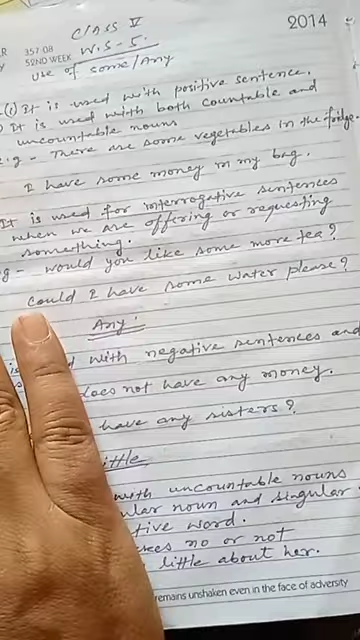 CLASS V
2014
357-08
52ND WEEK
W.S-5.
use of some/Any
(i) It is used with positive sentence.
) It is used with both countable and
uncountable nouns
e.g - There are some vegetables in the fridge.
I have some money in my bag.
It is used for interrogative sentences
when we are offering or requesting
something.
g - would you like some more tea?
Could I have some water please?
Any:
with negative sentences and
does not have any money.
have any sisters?
ittle
with uncountable nouns
ular noun and singular
tive word.
no or not
little about her.
remains unshaken even in the face of adversity